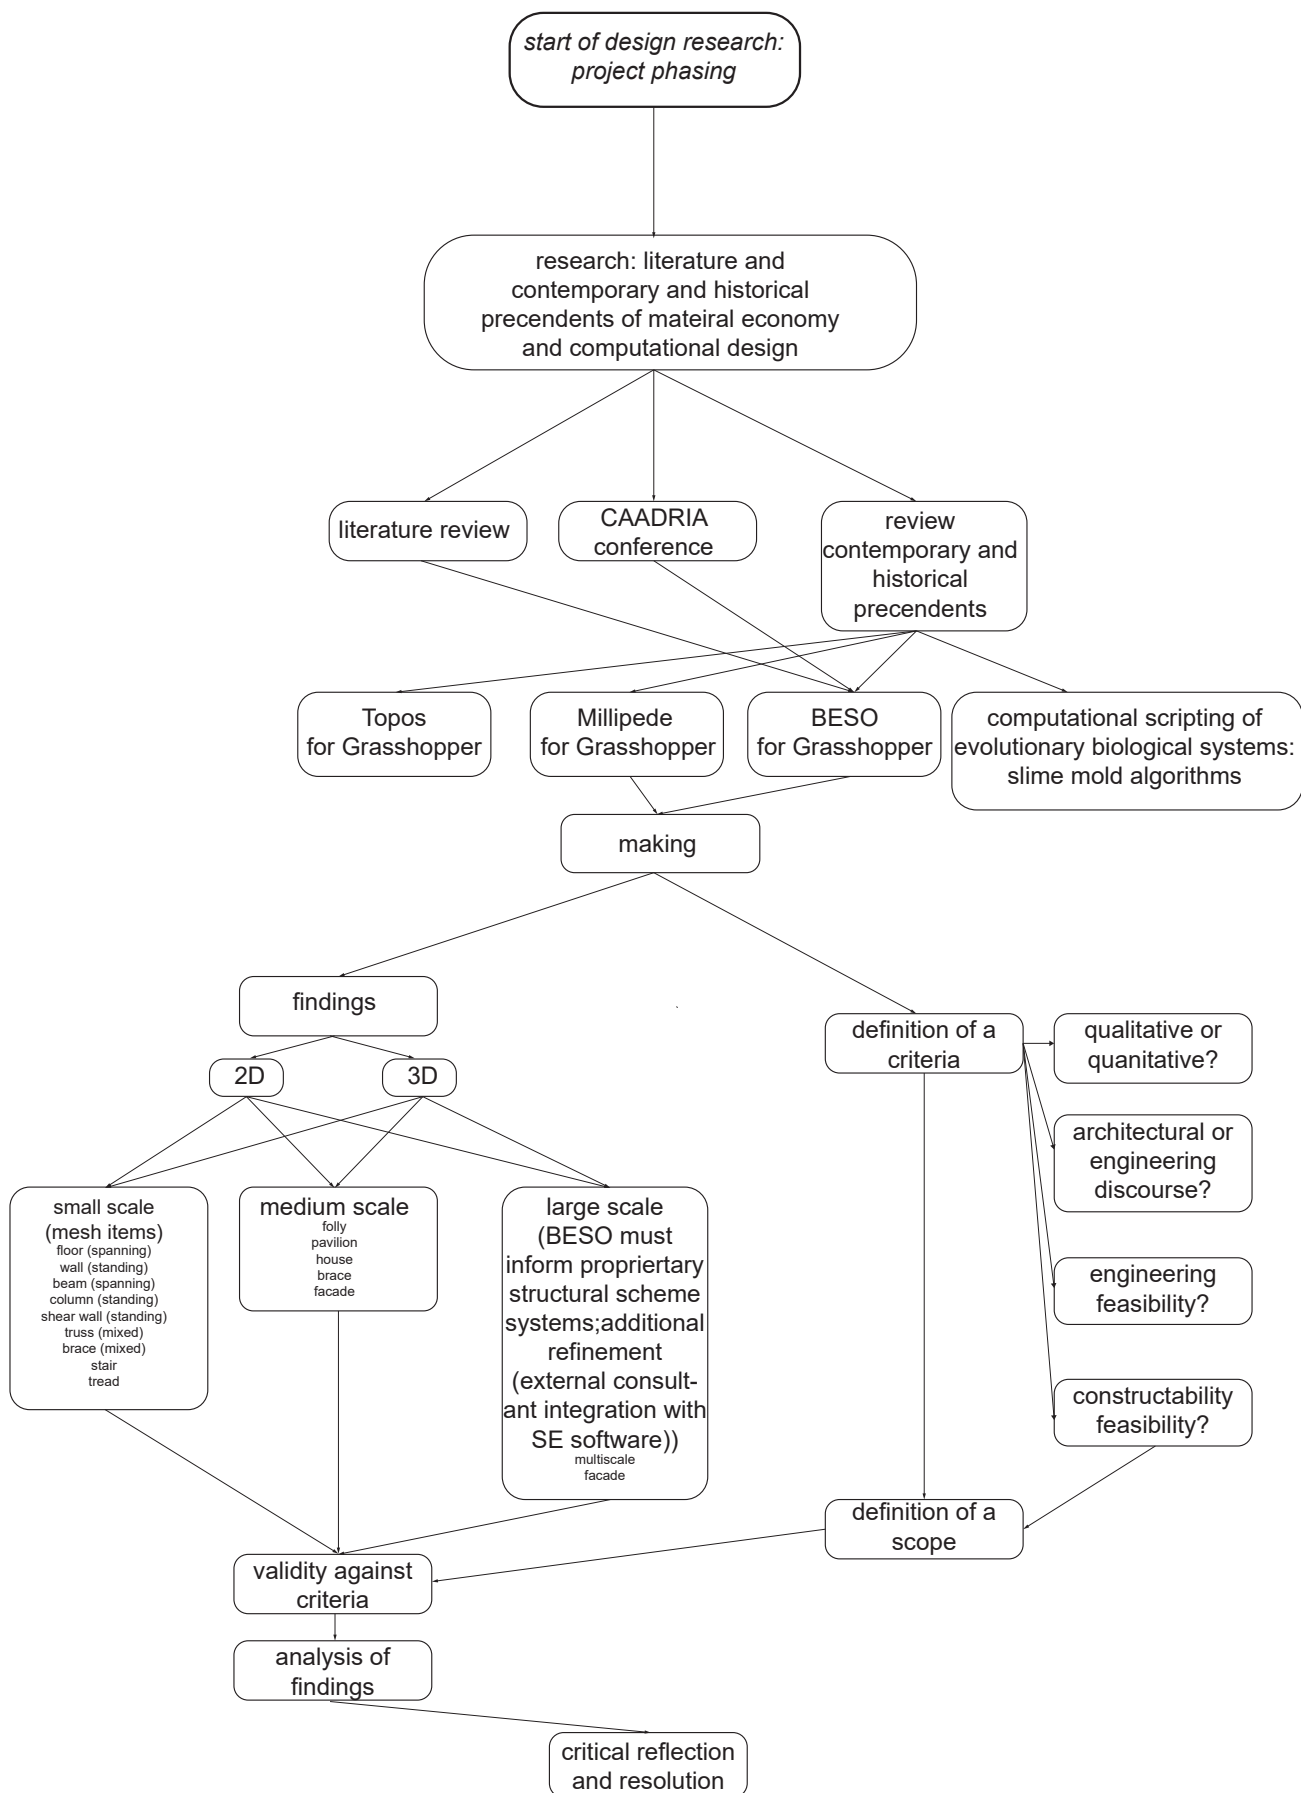 start of design research:
project phasing
research: literature and
contemporary and historical
precendents of mateiral economy
and computational design
literature review
CAADRIA
conference
review
contemporary and
historical
precendents
Topos
for Grasshopper
Millipede
for Grasshopper
BESO
for Grasshopper
computational scripting of
evolutionary biological systems:
slime mold algorithms
making
findings
2D
3D
small scale
(mesh items)
floor (spanning)
wall (standing)
beam (spanning)
column (standing)
shear wall (standing)
truss (mixed)
brace (mixed)
stair
tread
medium scale
folly
pavilion
house
brace
facade
large scale
(BESO must
inform propriertary
structural scheme
systems;additional
refinement
(external consult-
ant integration with
SE software))
multiscale
facade
definition of a
criteria
qualitative or
quanitative?
architectural or
engineering
discourse?
engineering
feasibility?
constructability
feasibility?
definition of a
scope
validity against
criteria
analysis of
findings
critical reflection
and resolution